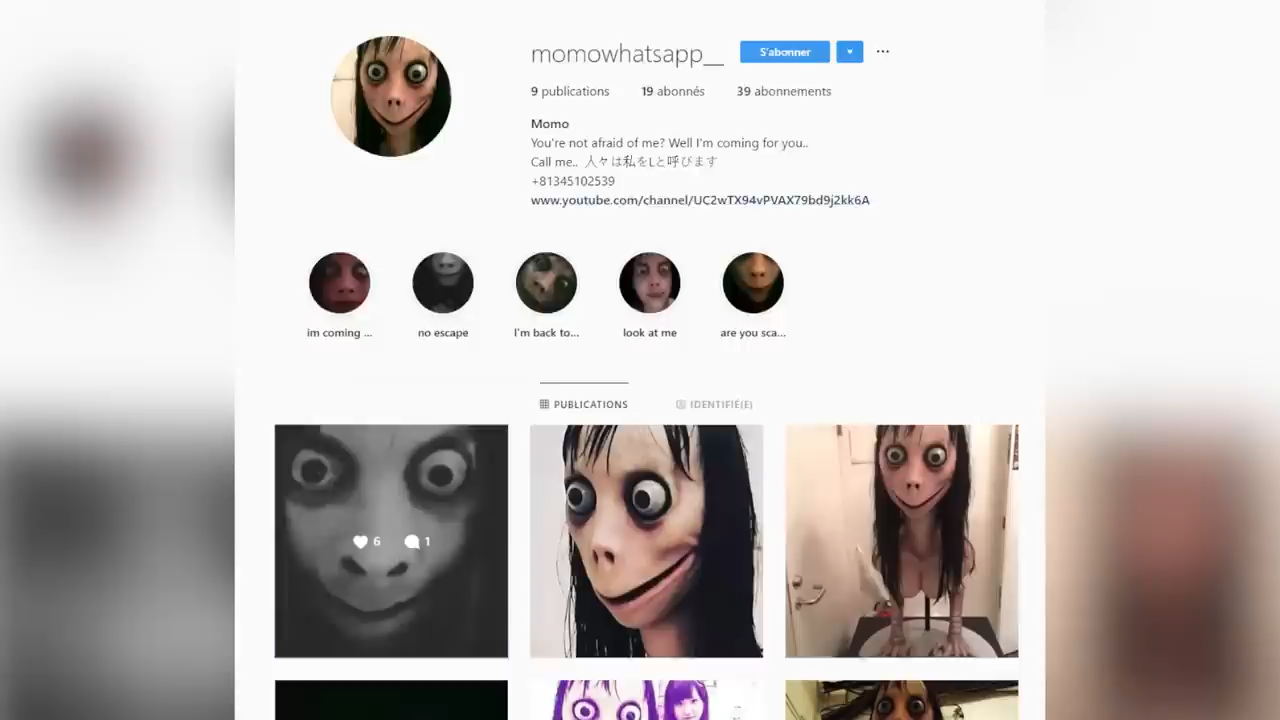 momowhatsapp__ S'abonner ...
9 publications 19 abonnés 39 abonnements
Momo
You're not afraid of me? Well I'm coming for you..
Call me.. 人々は私をLと呼びます
+81345102539
www.youtube.com/channel/UC2wTX94vPVAX79bd9j2kk6A
im coming ... no escape I'm back to... look at me are you sca...
PUBLICATIONS IDENTIFIÉ(E)
6 1